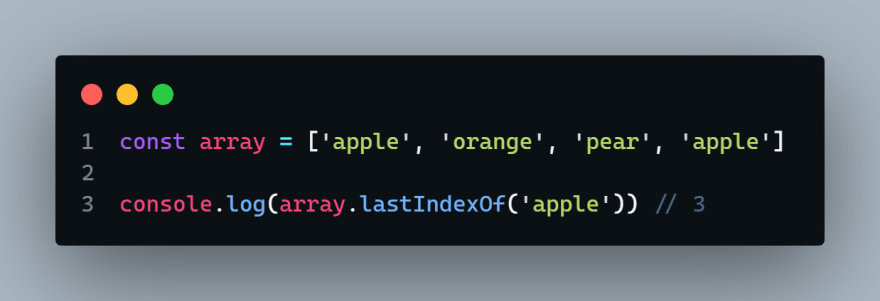 1 const array = ['apple', 'orange', 'pear', 'apple']
2
3 console.log(array.lastIndexOf('apple')) // 3